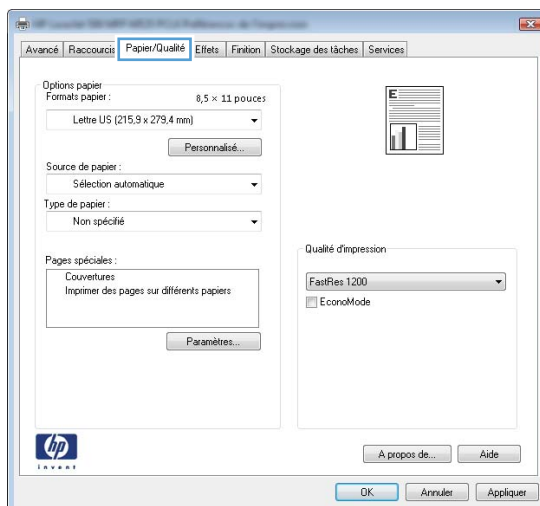 Avancé Raccourcis Papier/Qualité Effets Finition Stockage des tâches Services
Options papier
Formats papier :
8,5 × 11 pouces
Lettre US (215,9 x 279,4 mm)
Personnalisé...
Source de papier :
Sélection automatique
Type de papier :
Non spécifié
Pages spéciales :
Couvertures
Imprimer des pages sur différents papiers
Paramètres...
E
Qualité d'impression
FastRes 1200
EconoMode
hp
invent
A propos de... Aide
OK Annuler Appliquer